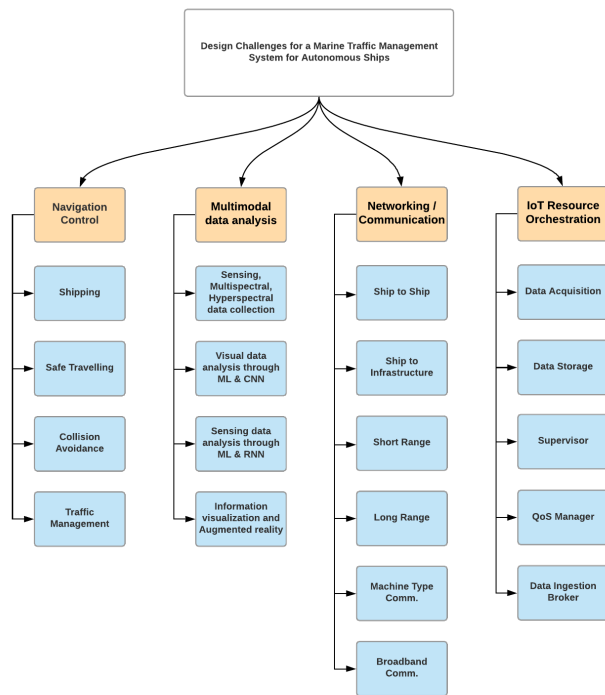 Design Challenges for a Marine Traffic Management
System for Autonomous Ships
Navigation
Control
Shipping
Safe Travelling
Collision
Avoidance
Traffic
Management
Multimodal
data analysis
Sensing,
Multispectral,
Hyperspectral
data collection
Visual data
analysis through
ML & CNN
Sensing data
analysis through
ML & RNN
Information
visualization and
Augmented reality
Networking /
Communication
Ship to Ship
Ship to
Infrastructure
Short Range
Long Range
Machine Type
Comm.
Broadband
Comm.
IoT Resource
Orchestration
Data Acquisition
Data Storage
Supervisor
QoS Manager
Data Ingestion
Broker